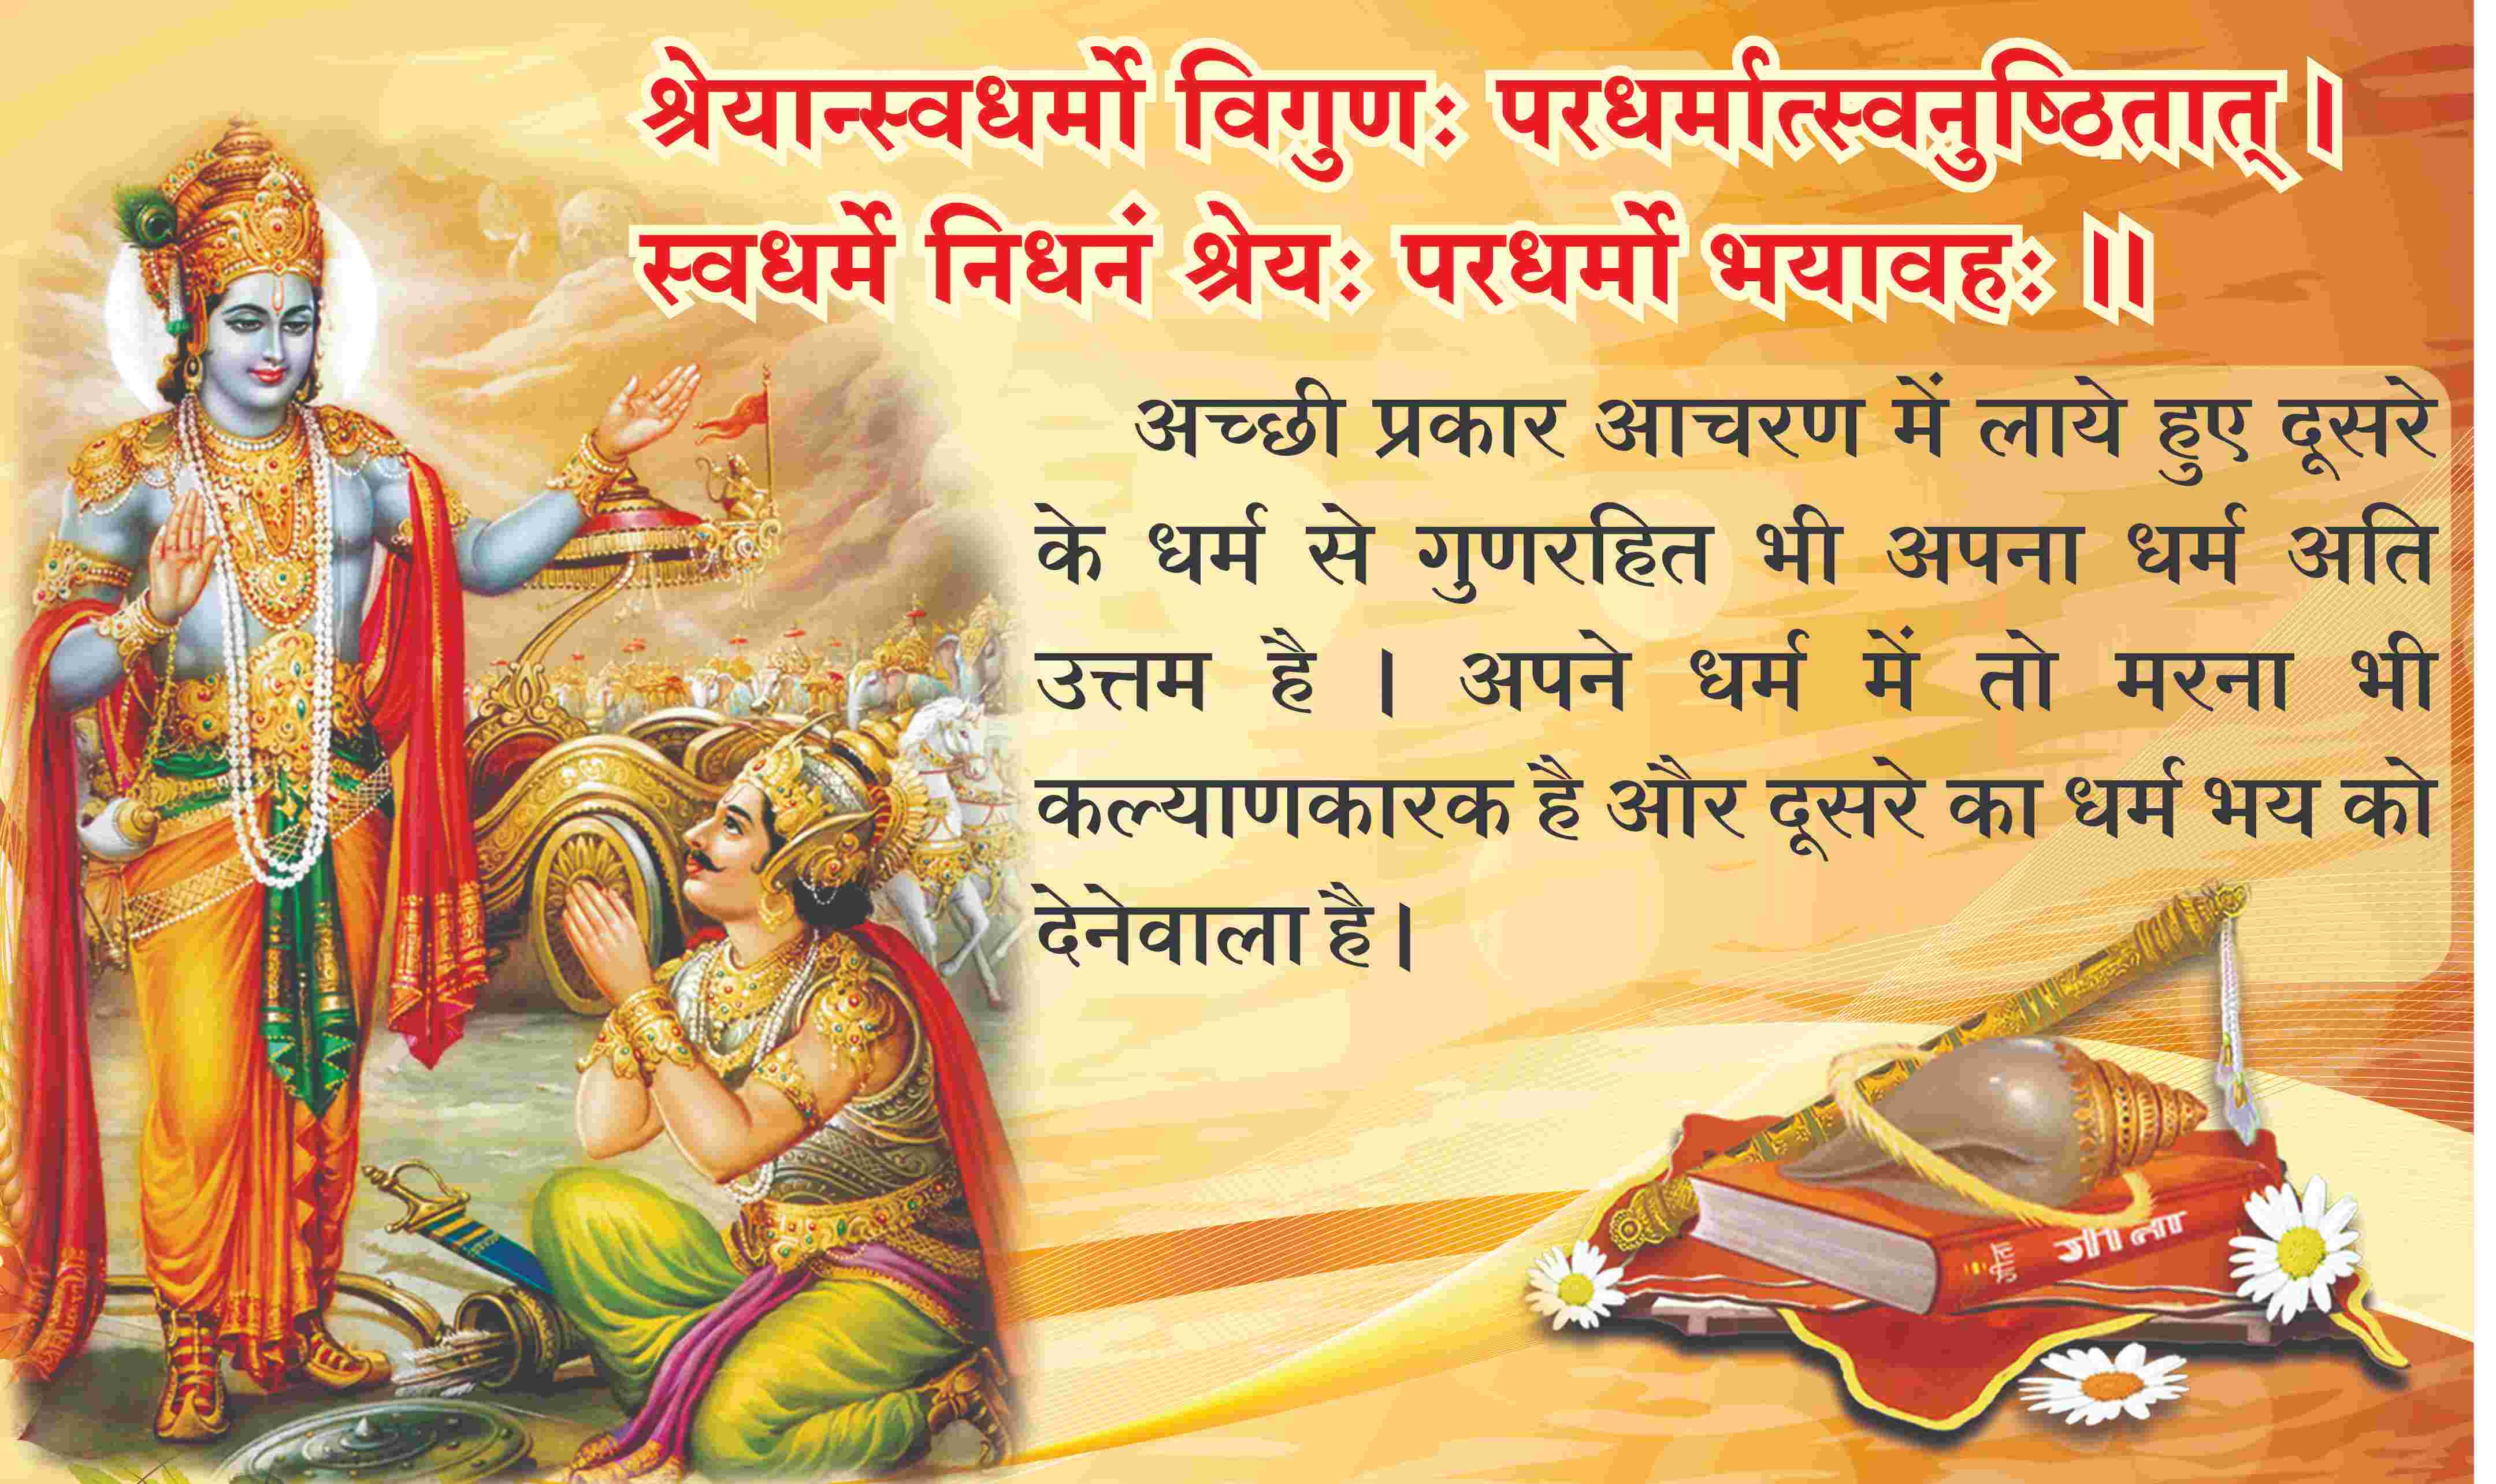 श्रेयान्स्वधर्मो विगुणः परधर्मात्स्वनुष्ठितात् ।
स्वधर्मे निधनं श्रेयः परधर्मो भयावहः ॥
अच्छी प्रकार आचरण में लाये हुए दूसरे
के धर्म से गुणरहित भी अपना धर्म अति
उत्तम है । अपने धर्म में तो मरना भी
कल्याणकारक है और दूसरे का धर्म भय को
देनेवाला है।
गीता
गीता